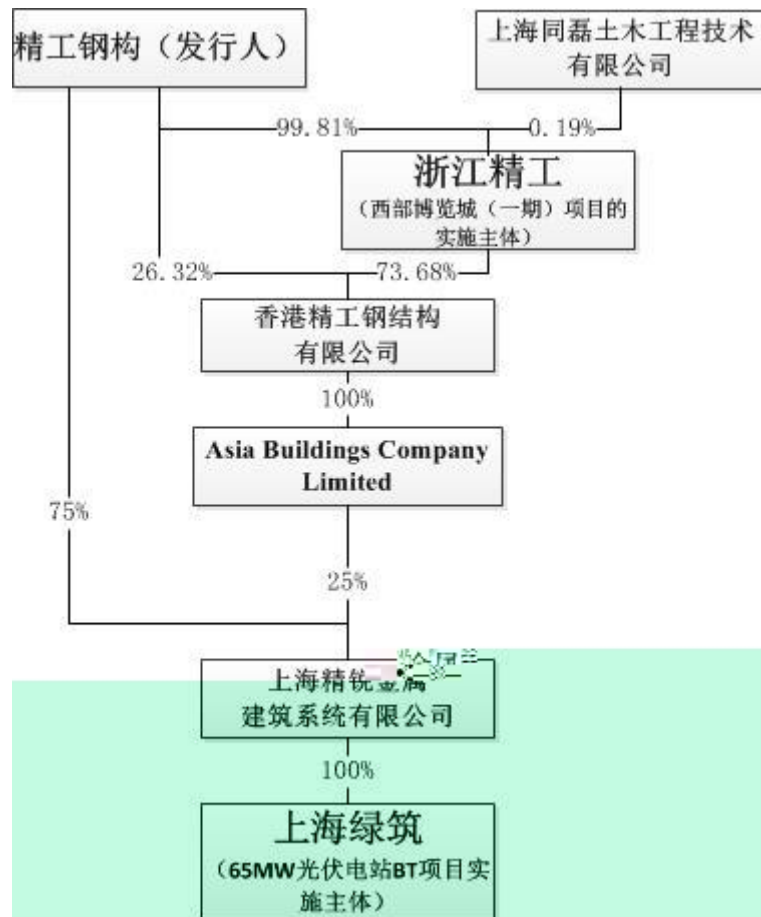 精工钢构（发行人）
上海同磊土木工程技术
有限公司
99.81%
0.19%
浙江精工
（西部博览城（一期）项目的
实施主体）
26.32%
73.68%
香港精工钢结构
有限公司
100%
Asia Buildings Company
Limited
75%
25%
上海精锐金属
建筑系统有限公司
100%
上海绿筑
（65MW光伏电站BT项目实
施主体）